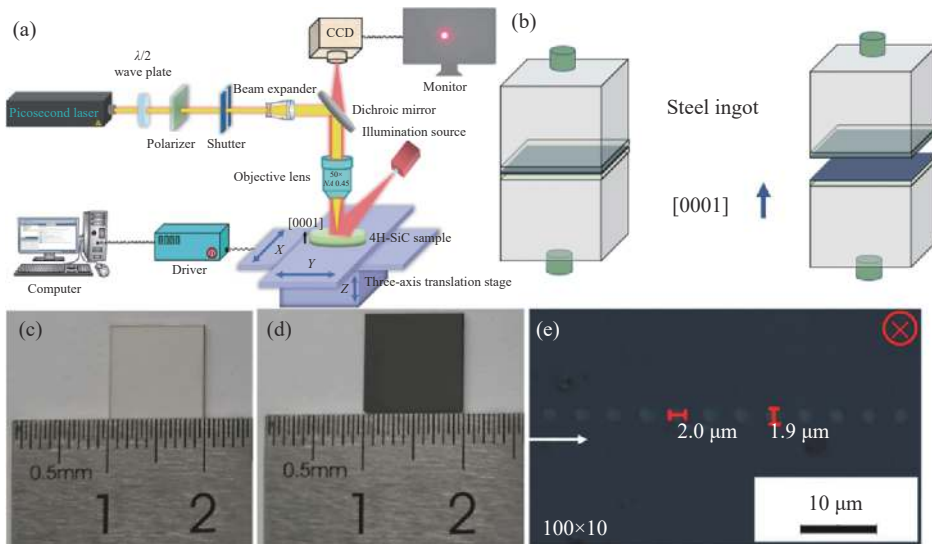 (a)
CCD
Monitor
λ/2
wave plate
Beam expander
Picosecond laser
Polarizer
Shutter
Dichroic mirror
Illumination source
Objective lens
50×
NA 0.45
[0001]
4H-SiC sample
X
Y
Z
Computer
Driver
Three-axis translation stage
(b)
Steel ingot
[0001]
(c)
0.5mm
1
2
(d)
0.5mm
1
2
(e)
2.0 μm
1.9 μm
100×10
10 μm